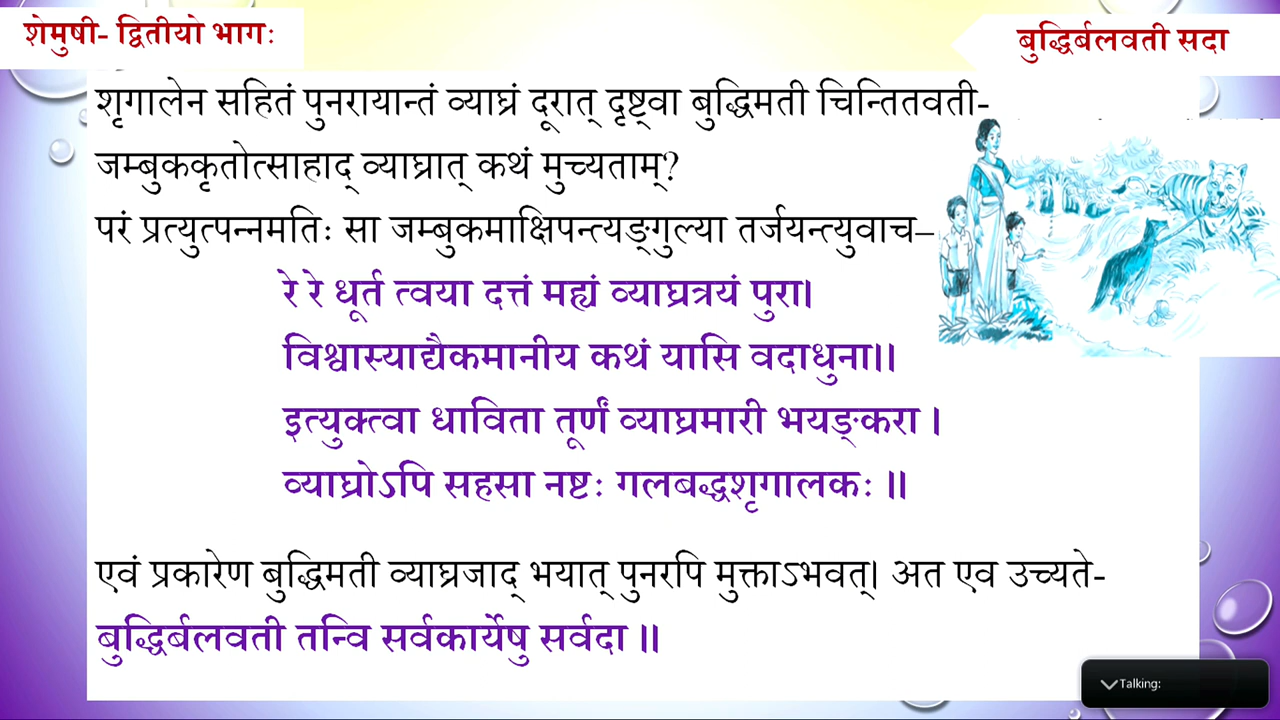 शेमुषी- द्वितीयो भागः
बुद्धिर्बलवती सदा
शृगालेन सहितं पुनरायान्तं व्याघ्रं दूरात् दृष्ट्वा बुद्धिमती चिन्तितवती-
जम्बुककृतोत्साहाद् व्याघ्रात् कथं मुच्यताम्?
परं प्रत्युत्पन्नमतिः सा जम्बुकमाक्षिपन्त्यङ्गुल्या तर्जयन्त्युवाच–
रे रे धूर्त त्वया दत्तं मह्यं व्याघ्रत्रयं पुरा।
विश्वास्याद्यैकमानीय कथं यासि वदाधुना।।
इत्युक्त्वा धाविता तूर्णं व्याघ्रमारी भयङ्करा ।
व्याघ्रोऽपि सहसा नष्टः गलबद्धशृगालकः ॥
एवं प्रकारेण बुद्धिमती व्याघ्रजाद् भयात् पुनरपि मुक्ताऽभवत्। अत एव उच्यते-
बुद्धिर्बलवती तन्वि सर्वकार्येषु सर्वदा ॥
Talking: